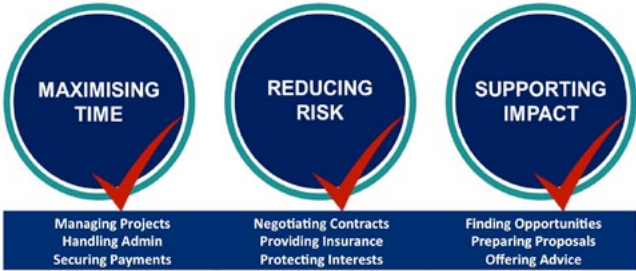 MAXIMISING
TIME
REDUCING
RISK
SUPPORTING
IMPACT
Managing Projects
Handling Admin
Securing Payments
Negotiating Contracts
Providing Insurance
Protecting Interests
Finding Opportunities
Preparing Proposals
Offering Advice